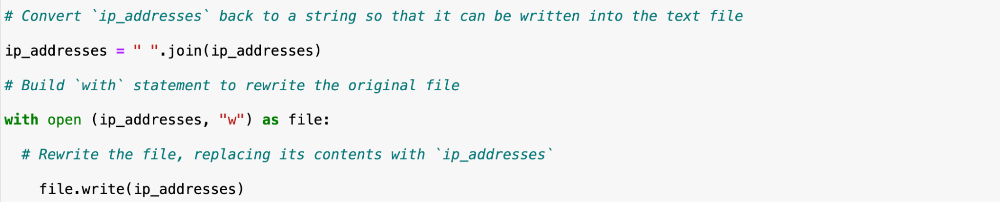 # Convert `ip_addresses` back to a string so that it can be written into the text file
ip_addresses = " ".join(ip_addresses)
# Build `with` statement to rewrite the original file
with open (ip_addresses, "w") as file:
# Rewrite the file, replacing its contents with `ip_addresses`
file.write(ip_addresses)